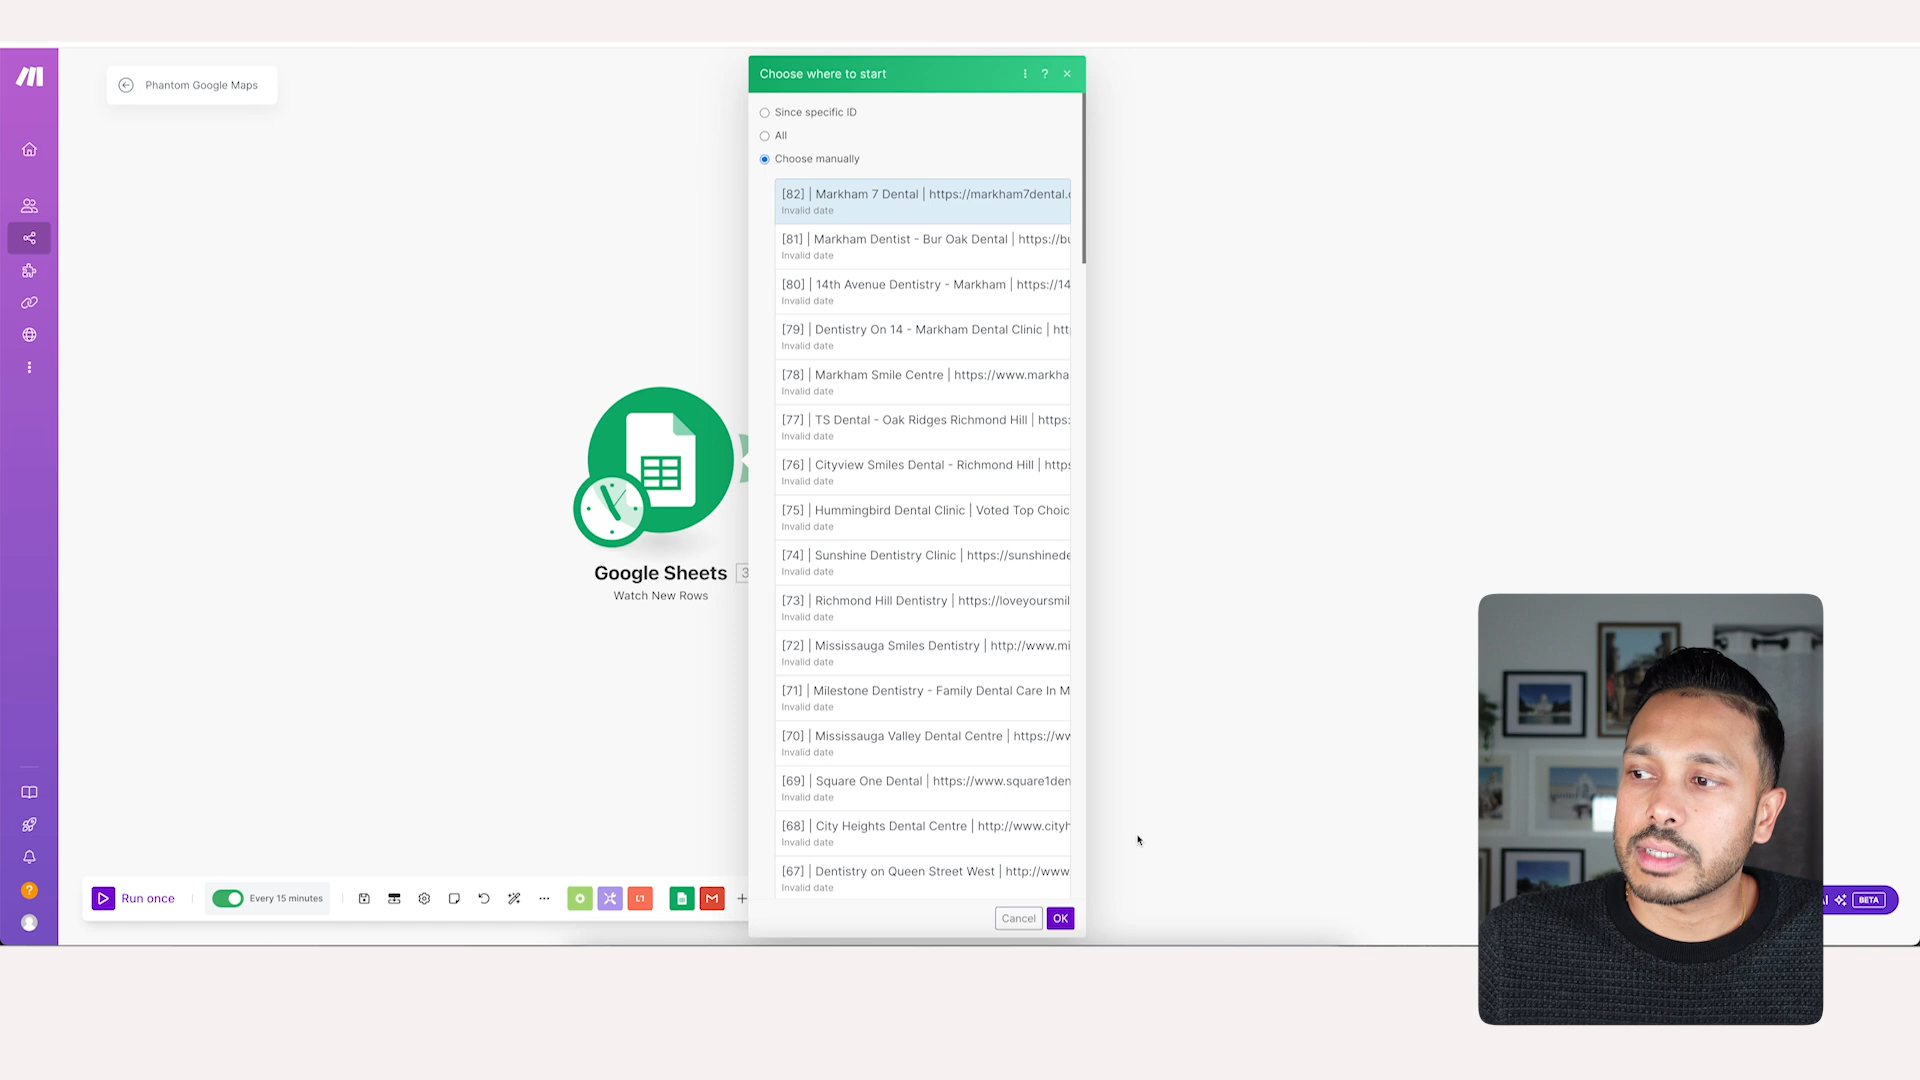 Phantom Google Maps
Choose where to start
Since specific ID
All
Choose manually
[82] | Markham 7 Dental | https://markham7dental.
Invalid date
[81] | Markham Dentist - Bur Oak Dental | https://bu
Invalid date
[80] | 14th Avenue Dentistry - Markham | https://14
Invalid date
[79] | Dentistry On 14 - Markham Dental Clinic | htt
Invalid date
[78] | Markham Smile Centre | https://www.markha
Invalid date
[77] | TS Dental - Oak Ridges Richmond Hill | https:
Invalid date
[76] | Cityview Smiles Dental - Richmond Hill | https
Invalid date
[75] | Hummingbird Dental Clinic | Voted Top Choic
Invalid date
[74] | Sunshine Dentistry Clinic | https://sunshinede
Invalid date
[73] | Richmond Hill Dentistry | https://loveyoursmil
Invalid date
[72] | Mississauga Smiles Dentistry | http://www.mi
Invalid date
[71] | Milestone Dentistry - Family Dental Care In M
Invalid date
[70] | Mississauga Valley Dental Centre | https://ww
Invalid date
[69] | Square One Dental | https://www.square1den
Invalid date
[68] | City Heights Dental Centre | http://www.cityh
Invalid date
[67] | Dentistry on Queen Street West | http://www
Invalid date
Cancel OK
Google Sheets 3
Watch New Rows
Run once Every 15 minutes
AI BETA